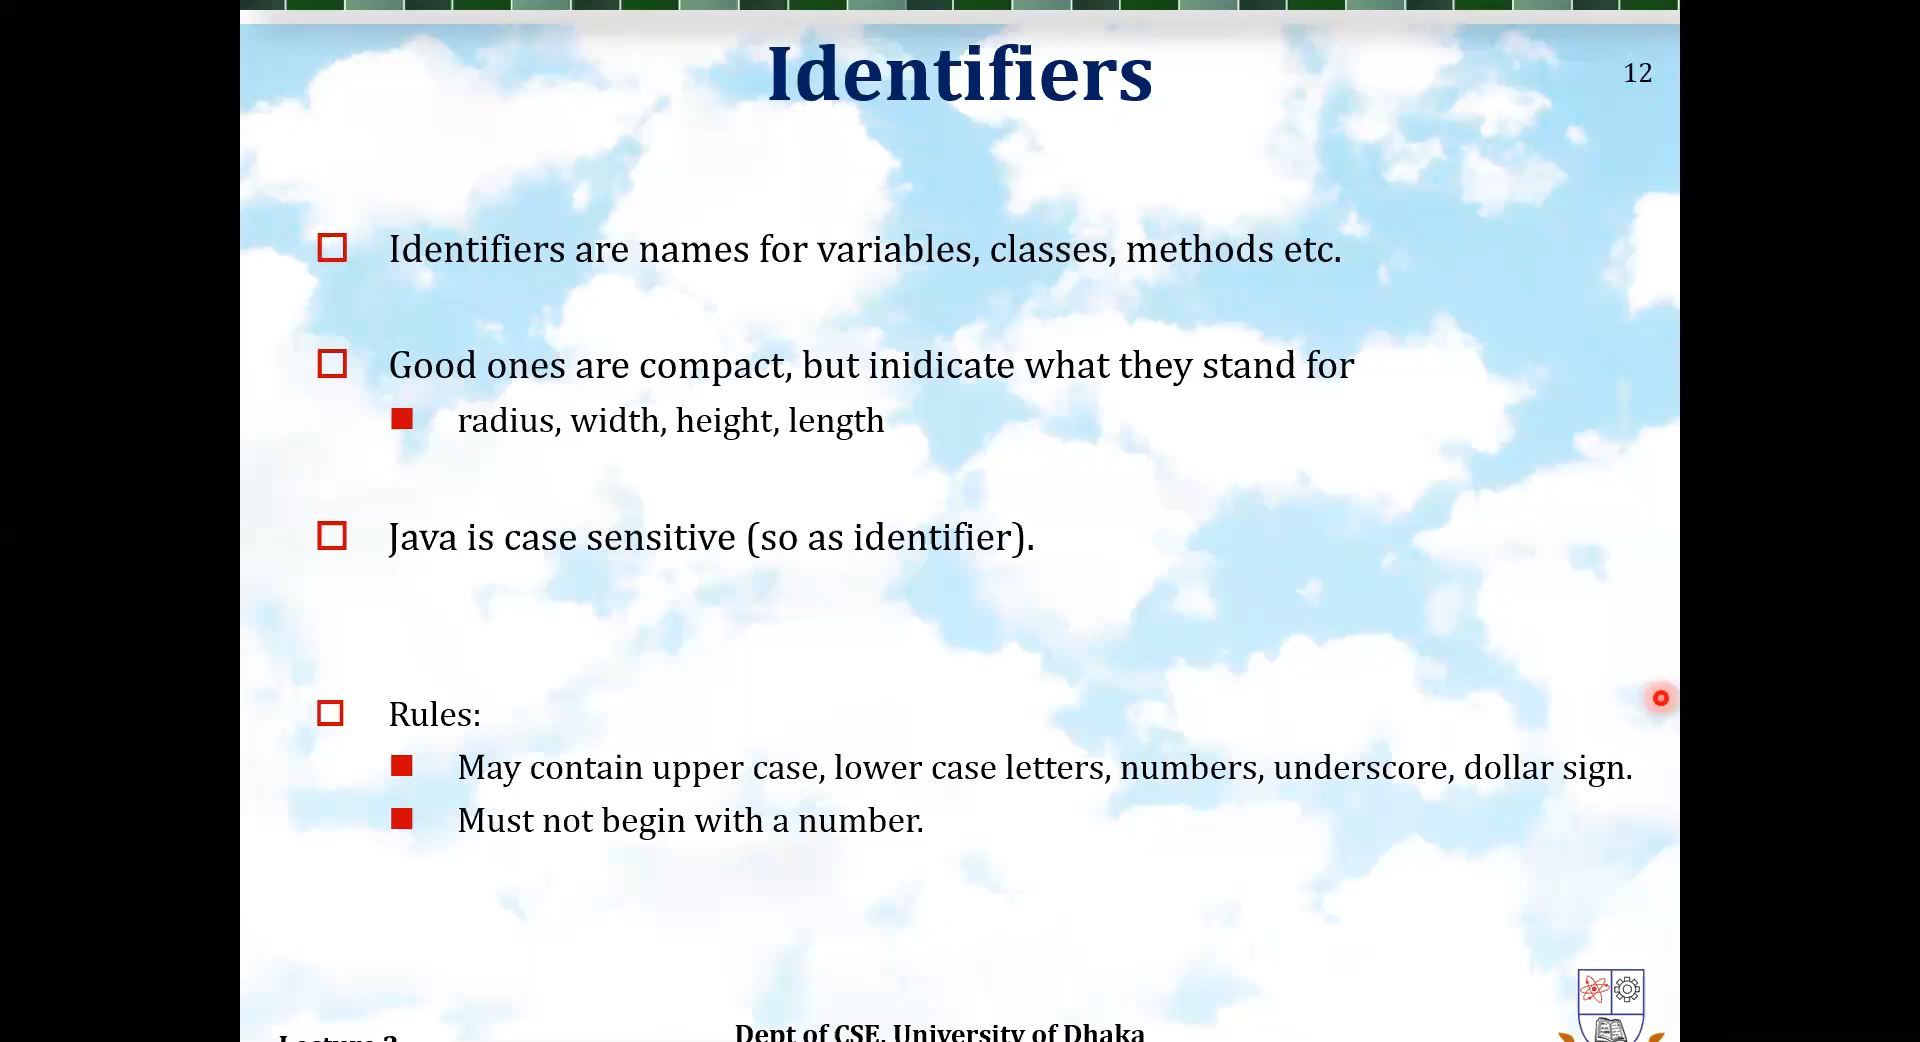 Identifiers
12
Identifiers are names for variables, classes, methods etc.
Good ones are compact, but inidicate what they stand for
radius, width, height, length
Java is case sensitive (so as identifier).
Rules:
May contain upper case, lower case letters, numbers, underscore, dollar sign.
Must not begin with a number.
Lecture 2
Dept of CSE, University of Dhaka